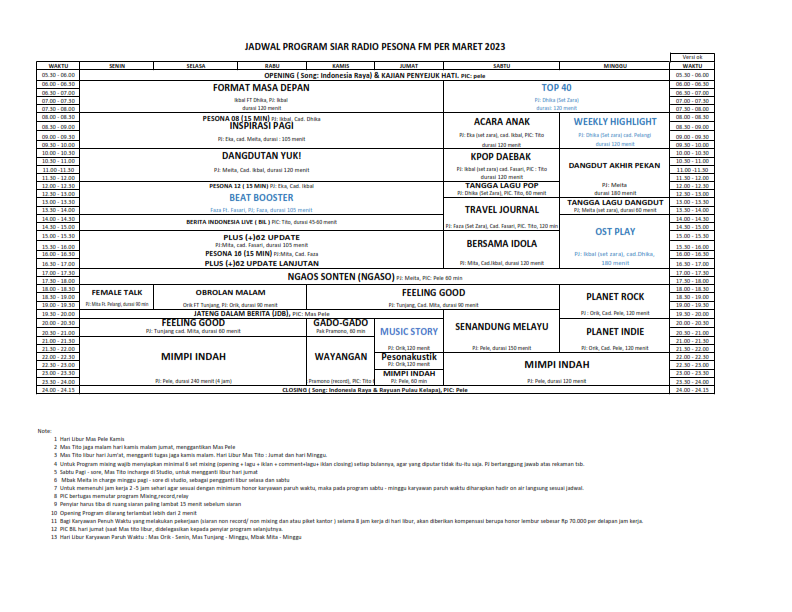 JADWAL PROGRAM SIAR RADIO PESONA FM PER MARET 2023
Versi ok
WAKTU SENIN SELASA RABU KAMIS JUMAT SABTU MINGGU WAKTU
05.30 - 06.00 OPENING ( Song: Indonesia Raya) & KAJIAN PENYEJUK HATI. PIC: pele 05.30 - 06.00
06.00 - 06.30 FORMAT MASA DEPAN TOP 40 06.00 - 06.30
06.30 - 07.00 06.30 - 07.00
07.00 - 07.30 Ikbal FT Dhika, PJ: Ikbal PJ: Dhika (Set Zara) 07.00 - 07.30
07.30 - 08.00 durasi 120 menit durasi: 120 menit 07.30 - 08.00
08.00 - 08.30 PESONA 08 (15 MIN) PJ: Ikbal, Cad. Dhika ACARA ANAK WEEKLY HIGHLIGHT 08.00 - 08.30
08.30 - 09.00 INSPIRASI PAGI 08.30 - 09.00
09.00 - 09.30 PJ: Eka, cad. Meita, durasi : 105 menit PJ: Eka (set zara), cad. Ikbal, PIC: Tito PJ: Dhika (Set Zara) cad. Pelangi 09.00 - 09.30
09.30 - 10.00 durasi 120 menit durasi 120 menit 09.30 - 10.00
10.00 - 10.30 DANGDUTAN YUK! KPOP DAEBAK DANGDUT AKHIR PEKAN 10.00 - 10.30
10.30 - 11.00 10.30 - 11.00
11.00 -11.30 PJ: Meita, Cad. Ikbal, durasi 120 menit PJ: Ikbal (set zara) cad. Fasari, PIC : Tito 11.00 -11.30
11.30 - 12.00 durasi 120 menit 11.30 - 12.00
12.00 - 12.30 PESONA 12 ( 15 MIN) PJ: Eka, Cad. Ikbal TANGGA LAGU POP PJ: Meita 12.00 - 12.30
12.30 - 13.00 BEAT BOOSTER PJ: Dhika (Set Zara), PIC: Tito, 60 menit durasi 180 menit 12.30 - 13.00
13.00 - 13.30 TRAVEL JOURNAL TANGGA LAGU DANGDUT 13.00 - 13.30
13.30 - 14.00 Faza Ft. Fasari, PJ: Fara, durasi 105 menit PJ: Meita (set zara), durasi 60 menit 13.30 - 14.00
14.00 - 14.30 BERITA INDONESIA LIVE ( BIL ) PIC: Tito, durasi 45-60 menit OST PLAY 14.00 - 14.30
14.30 - 15.00 PJ: Faza (Set Zara), Cad. Fasari, PIC: Tito, 120 min 14.30 - 15.00
15.00 - 15.30 PLUS (+)62 UPDATE BERSAMA IDOLA 15.00 - 15.30
15.30 - 16.00 PJ:Mita, cad. Fasari, durasi 105 menit 15.30 - 16.00
16.00 - 16.30 PESONA 16 (15 MIN) PJ:Mita, Cad: Faza PJ: Ikbal (set zara), cad.Dhika, 16.00 - 16.30
16.30 - 17.00 PLUS (+)62 UPDATE LANJUTAN PJ: Mita, Cad.Ikbal, durasi 120 menit 180 menit 16.30 - 17.00
17.00 - 17.30 NGAOS SONTEN (NGASO) PJ: Meita, PIC: Pele 60 min 17.00 - 17.30
17.30 - 18.00 17.30 - 18.00
18.00 - 18.30 FEMALE TALK OBROLAN MALAM FEELING GOOD PLANET ROCK 18.00 - 18.30
18.30 - 19.00 18.30 - 19.00
19.00 - 19.30 PJ: Mita Ft. Pelangi, durasi 90 min Orik FT Tunjang, PJ: Orik, durasi 90 menit PJ: Tunjang, Cad. Mita, durasi 90 menit 19.00 - 19.30
19.30 - 20.00 JATENG DALAM BERITA (JDB), PIC: Mas Pele SENANDUNG MELAYU PJ: Orik, Cad. Pele, 120 menit 19.30 - 20.00
20.00 - 20.30 FEELING GOOD GADO-GADO MUSIC STORY PLANET INDIE 20.00 - 20.30
20.30 - 21.00 PJ: Tunjang cad. Meita, durasi 60 menit Pak Pramono, 60 min 20.30 - 21.00
21.00 - 21.30 MIMPI INDAH WAYANGAN 21.00 - 21.30
21.30 - 22.00 PJ: Orik,120 menit PJ: Pele, durasi 150 menit PJ: Orik, Cad. Pele, 120 menit 21.30 - 22.00
22.00 - 22.30 Pesonakustik MIMPI INDAH 22.00 - 22.30
22.30 - 23.00 PJ: Orik,120 menit 22.30 - 23.00
23.00 - 23.30 MIMPI INDAH 23.00 - 23.30
23.30 - 24.00 PJ: Pele, durasi 240 menit (4 jam) Pramono (record), PIC: Tito PJ: Pele, 60 min PJ: Pele, durasi 120 menit 23.30 - 24.00
24.00 - 24.15 CLOSING ( Song: Indonesia Raya & Rayuan Pulau Kelapa), PIC: Pele 24.00 - 24.15
Note:
1 Hari Libur Mas Pele Kamis
2 Mas Tito jaga malam hari kamis malam jumat, menggantikan Mas Pele
3 Mas Tito libur hari Jum'at, mengganti tugas jaga kamis malam. Hari Libur Mas Tito : Jumat dan hari Minggu.
4 Untuk Program mixing wajib menyiapkan minimal 6 set mixing (opening + lagu + iklan + comment+lagu+ iklan closing) setiap bulannya, agar yang diputar tidak itu-itu saja. PJ bertanggung jawab atas rekaman tsb.
5 Sabtu Pagi - sore, Mas Tito incharge di Studio, untuk mengganti libur hari jumat
6 Mbak Meita in charge minggu pagi - sore di studio, sebagai pengganti libur selasa dan sabtu
7 Untuk memenuhi jam kerja 2 -5 jam sehari agar sesuai dengan minimum honor karyawan paruh waktu, maka pada program sabtu - minggu karyawan paruh waktu diharapkan hadir on air langsung sesuai jadwal.
8 PIC bertugas memutar program Mixing,record,relay
9 Penyiar harus tiba di ruang siaran paling lambat 15 menit sebelum siaran
10 Opening Program dilarang terlambat lebih dari 2 menit
11 Bagi Karyawan Penuh Waktu yang melakukan pekerjaan (siaran non record/ non mixing dan atau piket kantor ) selama 8 jam kerja di hari libur, akan diberikan kompensasi berupa honor lembur sebesar Rp 70.000 per delapan jam kerja.
12 PIC BIL hari jumat (saat Mas tito libur, didelegasikan kepada penyiar program selanjutnya.
13 Hari Libur Karyawan Paruh Waktu : Mas Orik - Senin, Mas Tunjang - Minggu, Mbak Mita - Minggu